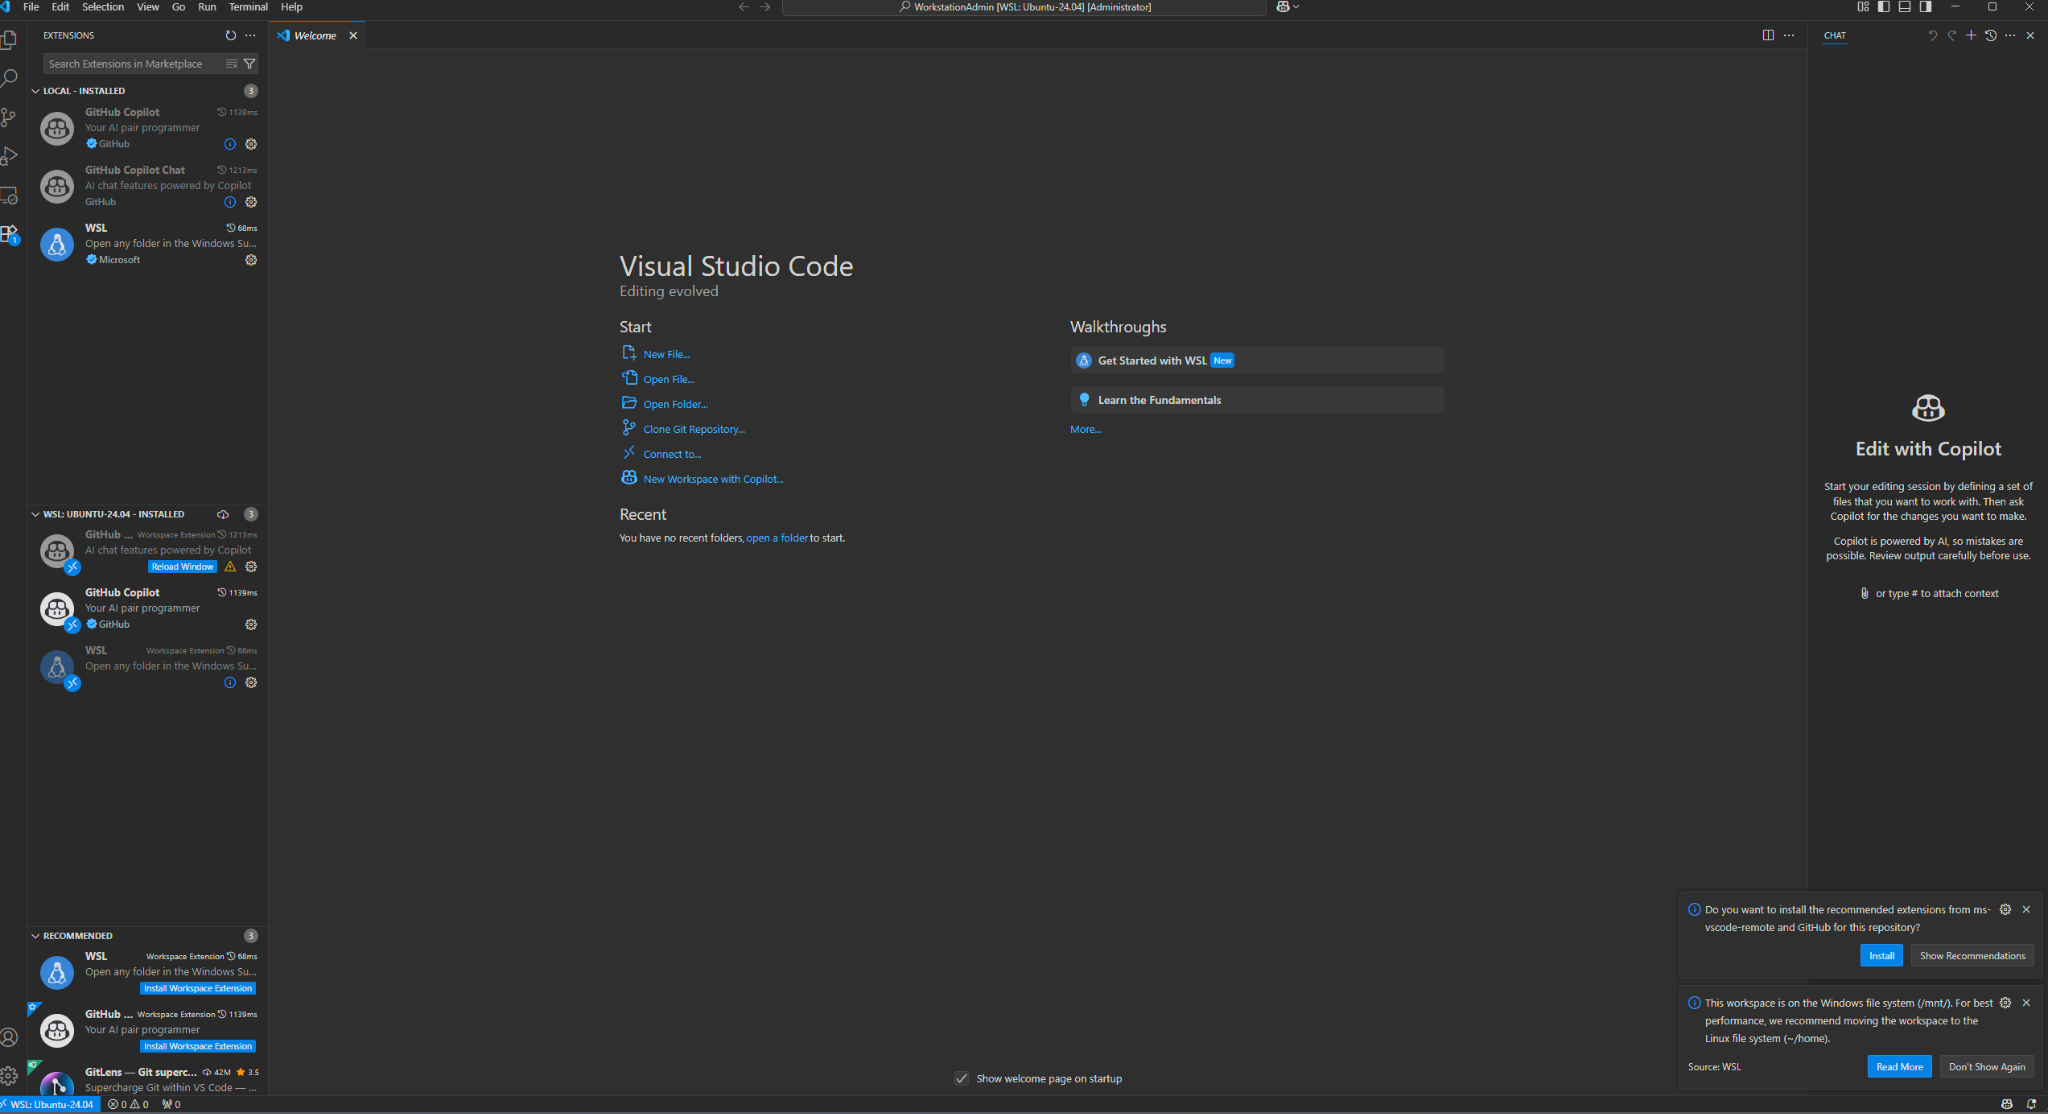 File Edit Selection View Go Run Terminal Help
WorkstationAdmin [WSL: Ubuntu-24.04] [Administrator]
EXTENSIONS
Search Extensions in Marketplace
LOCAL - INSTALLED 3
GitHub Copilot 1139ms
Your AI pair programmer
GitHub
GitHub Copilot Chat 1213ms
AI chat features powered by Copilot
GitHub
WSL 68ms
Open any folder in the Windows Su...
Microsoft
1
WSL: UBUNTU-24.04 - INSTALLED 3
GitHub ... Workspace Extension 1213ms
AI chat features powered by Copilot
Reload Window
GitHub Copilot 1139ms
Your AI pair programmer
GitHub
WSL Workspace Extension 68ms
Open any folder in the Windows Su...
RECOMMENDED 3
WSL Workspace Extension 68ms
Open any folder in the Windows Su...
Install Workspace Extension
GitHub ... Workspace Extension 1139ms
Your AI pair programmer
Install Workspace Extension
GitLens — Git superc... 42M 3.5
Supercharge Git within VS Code — ...
Welcome
Visual Studio Code
Editing evolved
Start
New File...
Open File...
Open Folder...
Clone Git Repository...
Connect to...
New Workspace with Copilot...
Recent
You have no recent folders, open a folder to start.
Walkthroughs
Get Started with WSL New
Learn the Fundamentals
More...
Show welcome page on startup
CHAT
Edit with Copilot
Start your editing session by defining a set of
files that you want to work with. Then ask
Copilot for the changes you want to make.
Copilot is powered by AI, so mistakes are
possible. Review output carefully before use.
or type # to attach context
Do you want to install the recommended extensions from ms-
vscode-remote and GitHub for this repository?
Install Show Recommendations
This workspace is on the Windows file system (/mnt/). For best
performance, we recommend moving the workspace to the
Linux file system (~/home).
Source: WSL Read More Don't Show Again
WSL: Ubuntu-24.04 0 0 0